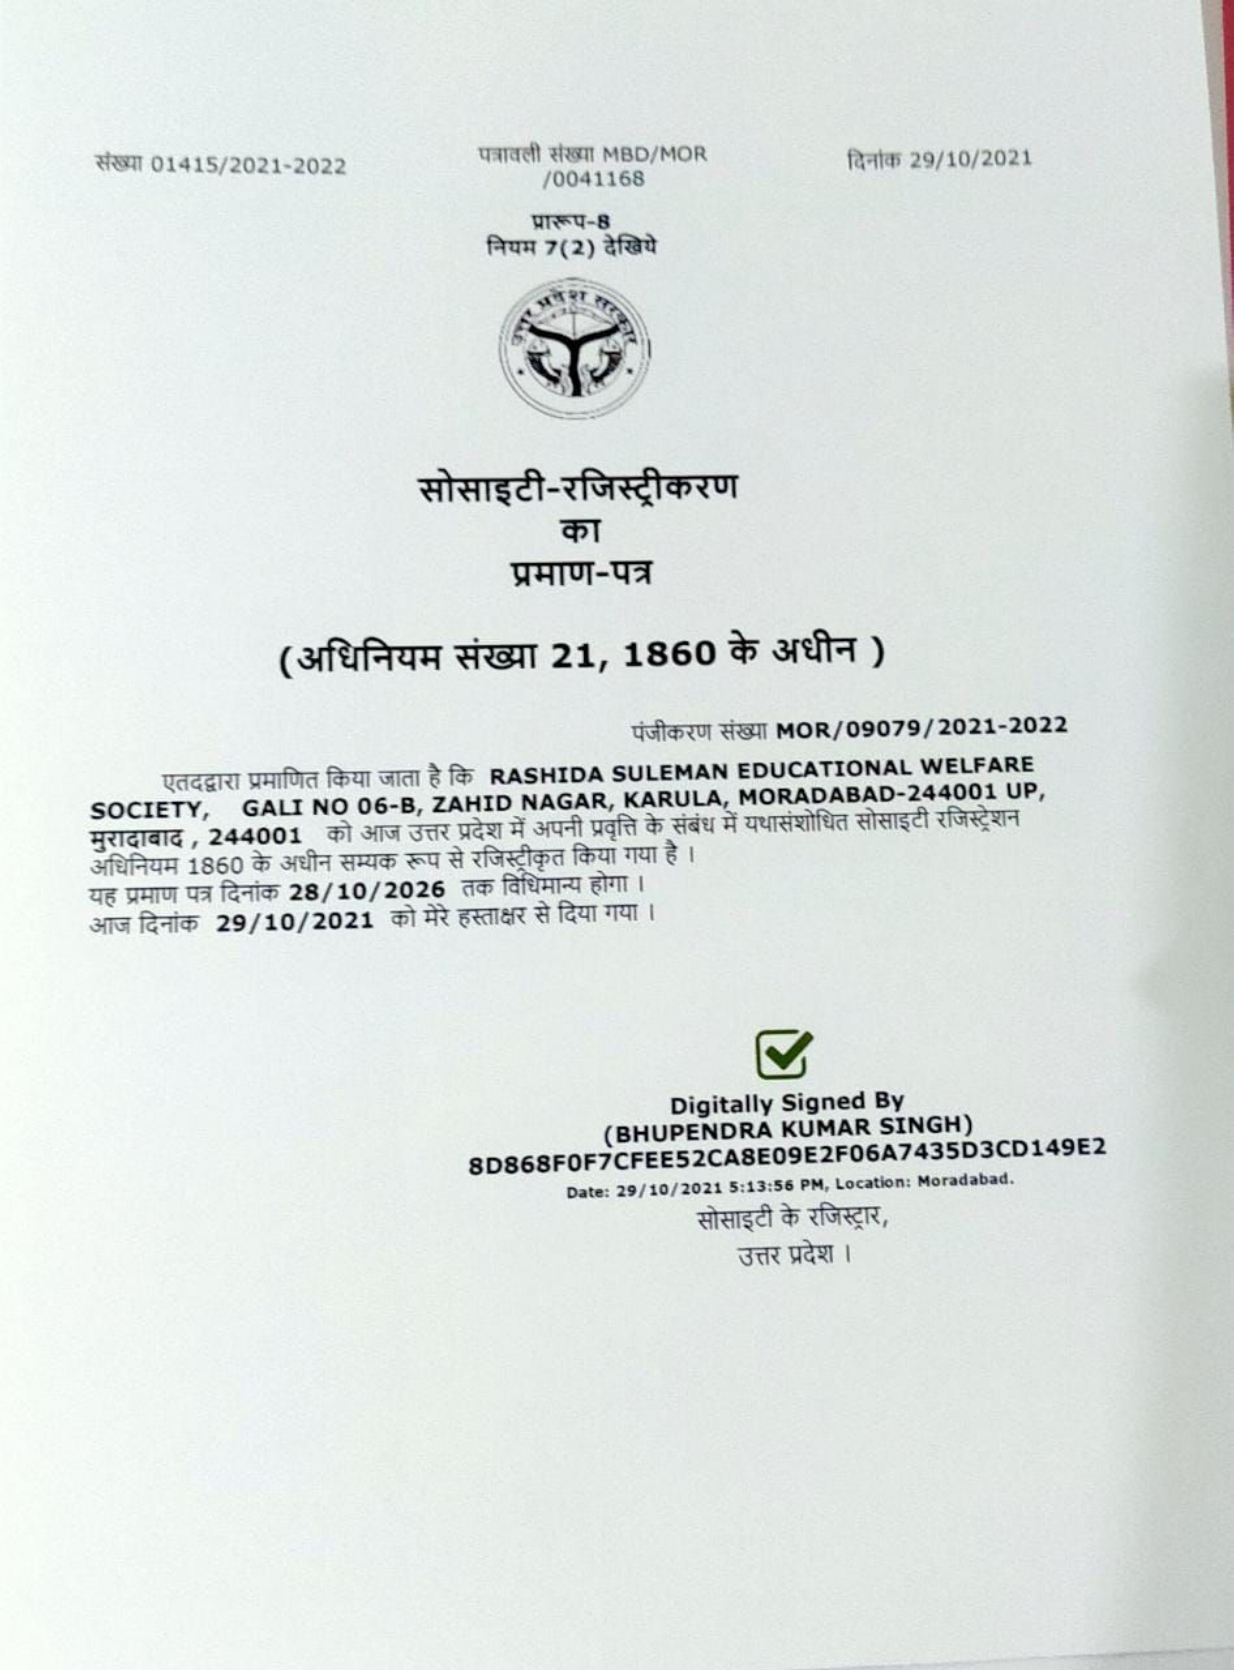 संख्या 01415/2021-2022
पत्रावली संख्या MBD/MOR
/0041168
दिनांक 29/10/2021
प्रारूप-8
नियम 7(2) देखिये
उत्तर प्रदेश सरकार
सोसाइटी-रजिस्ट्रीकरण
का
प्रमाण-पत्र
(अधिनियम संख्या 21, 1860 के अधीन )
पंजीकरण संख्या MOR/09079/2021-2022
एतदद्वारा प्रमाणित किया जाता है कि RASHIDA SULEMAN EDUCATIONAL WELFARE
SOCIETY, GALI NO 06-B, ZAHID NAGAR, KARULA, MORADABAD-244001 UP,
मुरादाबाद , 244001 को आज उत्तर प्रदेश में अपनी प्रवृत्ति के संबंध में यथासंशोधित सोसाइटी रजिस्ट्रेशन
अधिनियम 1860 के अधीन सम्यक रूप से रजिस्ट्रीकृत किया गया है ।
यह प्रमाण पत्र दिनांक 28/10/2026 तक विधिमान्य होगा ।
आज दिनांक 29/10/2021 को मेरे हस्ताक्षर से दिया गया ।
Digitally Signed By
(BHUPENDRA KUMAR SINGH)
8D868F0F7CFEE52CA8E09E2F06A7435D3CD149E2
Date: 29/10/2021 5:13:56 PM, Location: Moradabad.
सोसाइटी के रजिस्ट्रार,
उत्तर प्रदेश ।